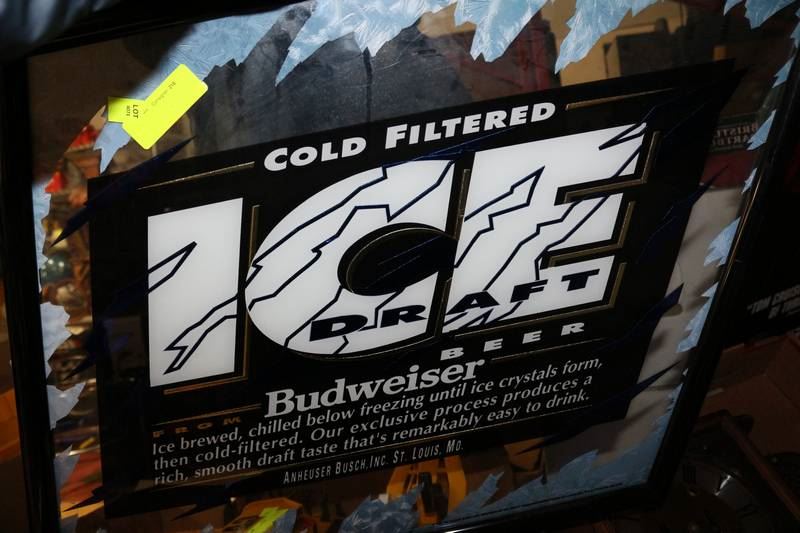 COLD FILTERED
ICE
DRAFT
BEER
FROM Budweiser
Ice brewed, chilled below freezing until ice crystals form,
then cold-filtered. Our exclusive process produces a
rich, smooth draft taste that's remarkably easy to drink.
ANHEUSER BUSCH, INC. ST. LOUIS, MO.
LOT